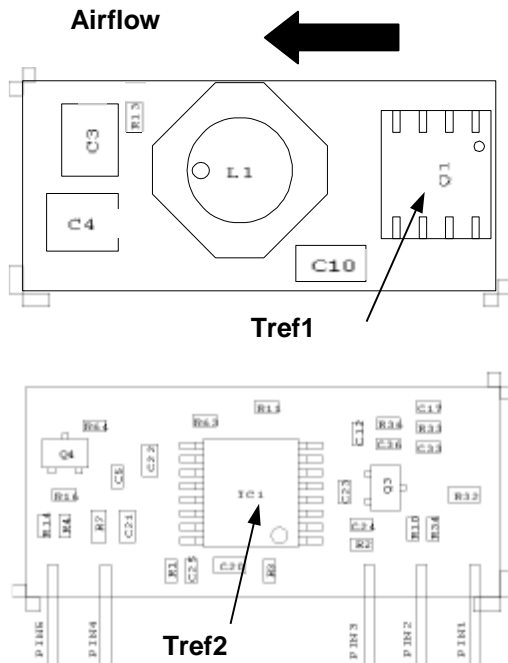 Airflow
R13
C3
L1
Q1
C4
C10
Tref1
R11
C17
R64
R63
R36
R33
C12
Q4
C22
C36
C33
C5
IC1
Q3
C23
R16
R32
R14
R4
R7
C21
C24
R10
R34
R2
R1
C25
C20
R3
PIN5
PIN4
PIN3
PIN2
PIN1
Tref2